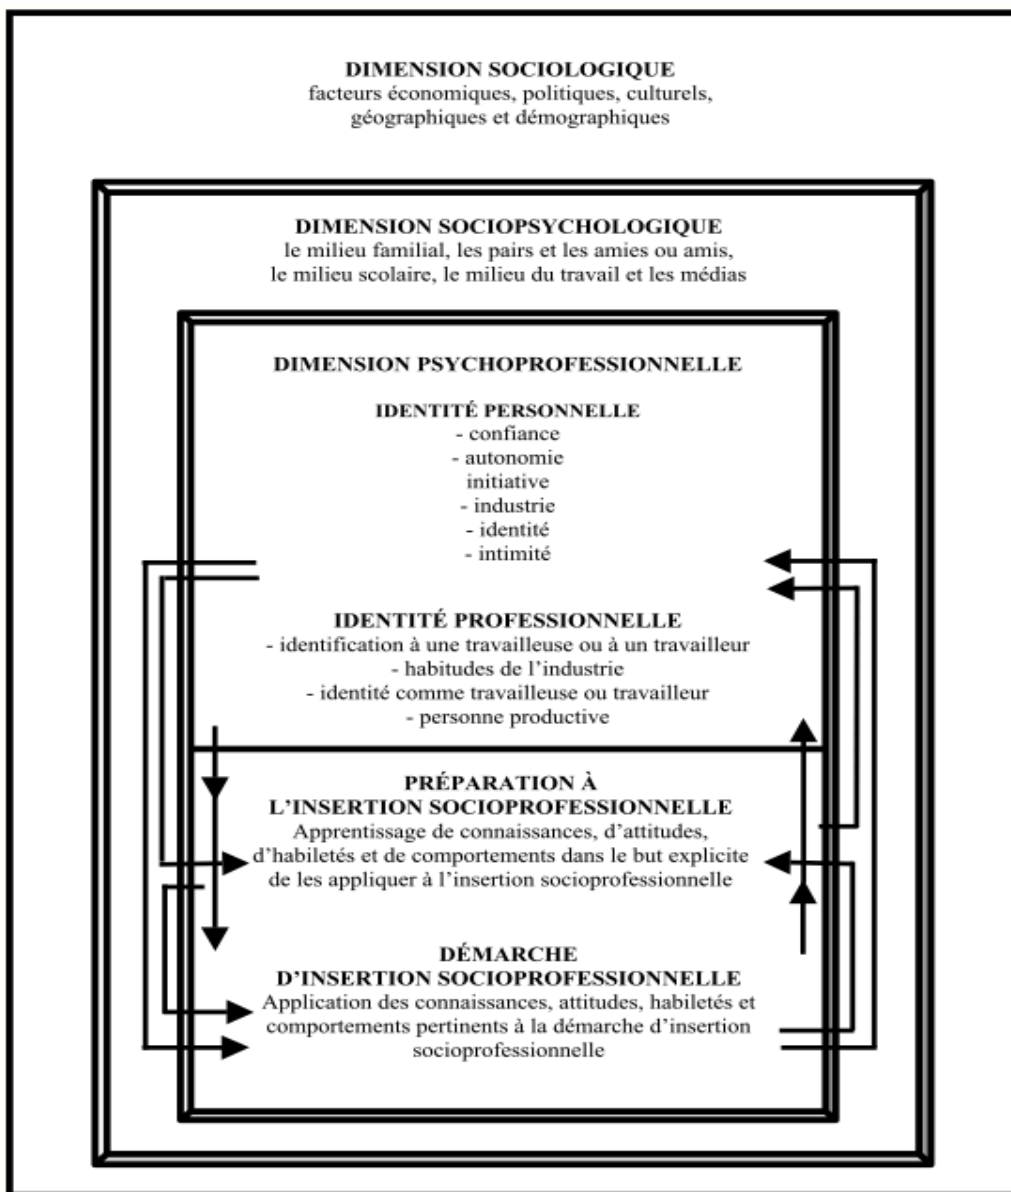 DIMENSION SOCIOLOGIQUE
facteurs économiques, politiques, culturels,
géographiques et démographiques
DIMENSION SOCIOPSYCHOLOGIQUE
le milieu familial, les pairs et les amies ou amis,
le milieu scolaire, le milieu du travail et les médias
DIMENSION PSYCHOPROFESSIONNELLE
IDENTITÉ PERSONNELLE
- confiance
- autonomie
initiative
- industrie
- identité
- intimité
IDENTITÉ PROFESSIONNELLE
- identification à une travailleuse ou à un travailleur
- habitudes de l’industrie
- identité comme travailleuse ou travailleur
- personne productive
PRÉPARATION À
L’INSERTION SOCIOPROFESSIONNELLE
Apprentissage de connaissances, d’attitudes,
d’habiletés et de comportements dans le but explicite
de les appliquer à l’insertion socioprofessionnelle
DÉMARCHE
D’INSERTION SOCIOPROFESSIONNELLE
Application des connaissances, attitudes, habiletés et
comportements pertinents à la démarche d’insertion
socioprofessionnelle